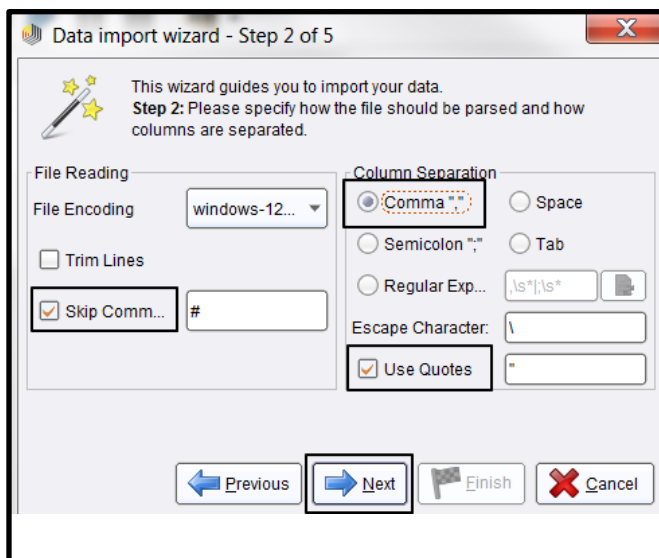 Data import wizard - Step 2 of 5
This wizard guides you to import your data.
Step 2: Please specify how the file should be parsed and how
columns are separated.
File Reading
File Encoding
windows-12...
Trim Lines
Skip Comm...
#
Column Separation
Comma ","
Space
Semicolon ";"
Tab
Regular Exp...
,\s*|;\s*
Escape Character:
\
Use Quotes
"
Previous
Next
Finish
Cancel